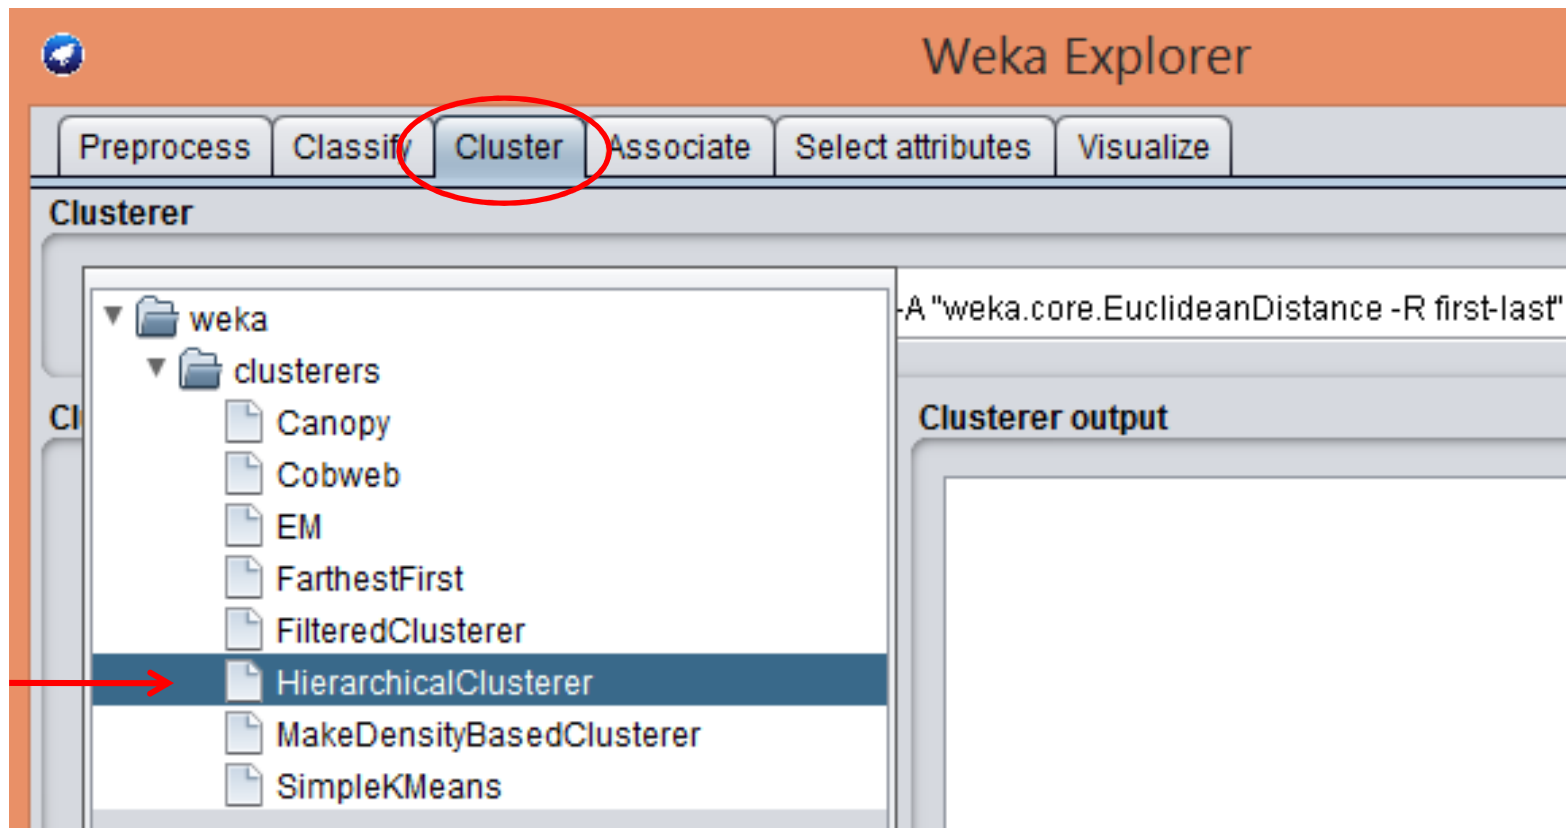 Weka Explorer
Preprocess Classify Cluster Associate Select attributes Visualize
Clusterer
weka
-A "weka.core.EuclideanDistance -R first-last"
clusterers
Canopy
Clusterer output
Cobweb
EM
FarthestFirst
FilteredClusterer
HierarchicalClusterer
MakeDensityBasedClusterer
SimpleKMeans